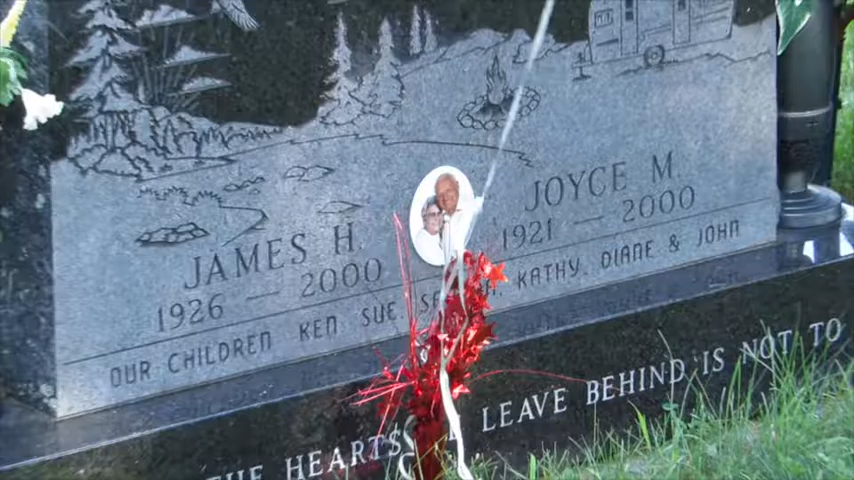 JAMES H. JOYCE M.
1926 — 2000 1921 — 2000
OUR CHILDREN KEN SUE KATHY DIANE & JOHN
THE HEARTS LEAVE BEHIND IS NOT TO